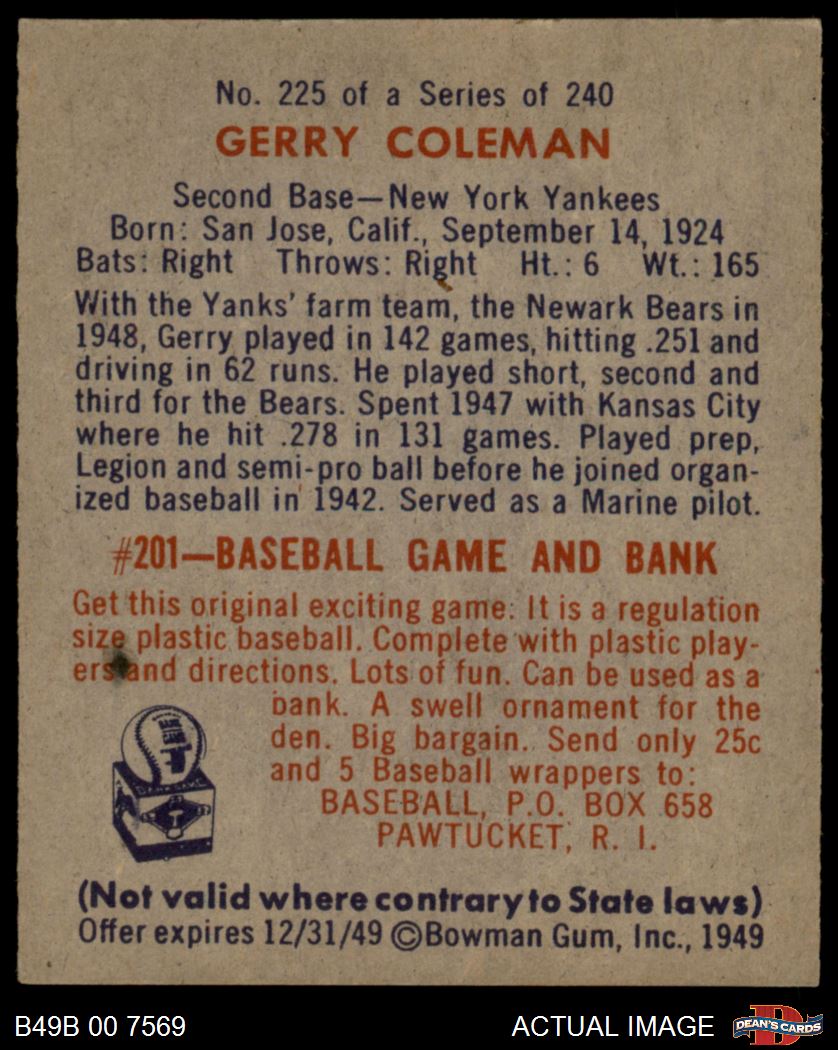 No. 225 of a Series of 240
GERRY COLEMAN
Second Base—New York Yankees
Born: San Jose, Calif., September 14, 1924
Bats: Right Throws: Right Ht.: 6 Wt.: 165
With the Yanks' farm team, the Newark Bears in
1948, Gerry played in 142 games, hitting .251 and
driving in 62 runs. He played short, second and
third for the Bears. Spent 1947 with Kansas City
where he hit .278 in 131 games. Played prep,
Legion and semi-pro ball before he joined organ-
ized baseball in 1942. Served as a Marine pilot.
#201—BASEBALL GAME AND BANK
Get this original exciting game. It is a regulation
size plastic baseball. Complete with plastic play-
ers and directions. Lots of fun. Can be used as a
bank. A swell ornament for the
den. Big bargain. Send only 25c
and 5 Baseball wrappers to:
BASEBALL, P.O. BOX 658
PAWTUCKET, R. I.
(Not valid where contrary to State laws)
Offer expires 12/31/49 ©Bowman Gum, Inc., 1949
B49B 00 7569
ACTUAL IMAGE
DEAN'S CARDS